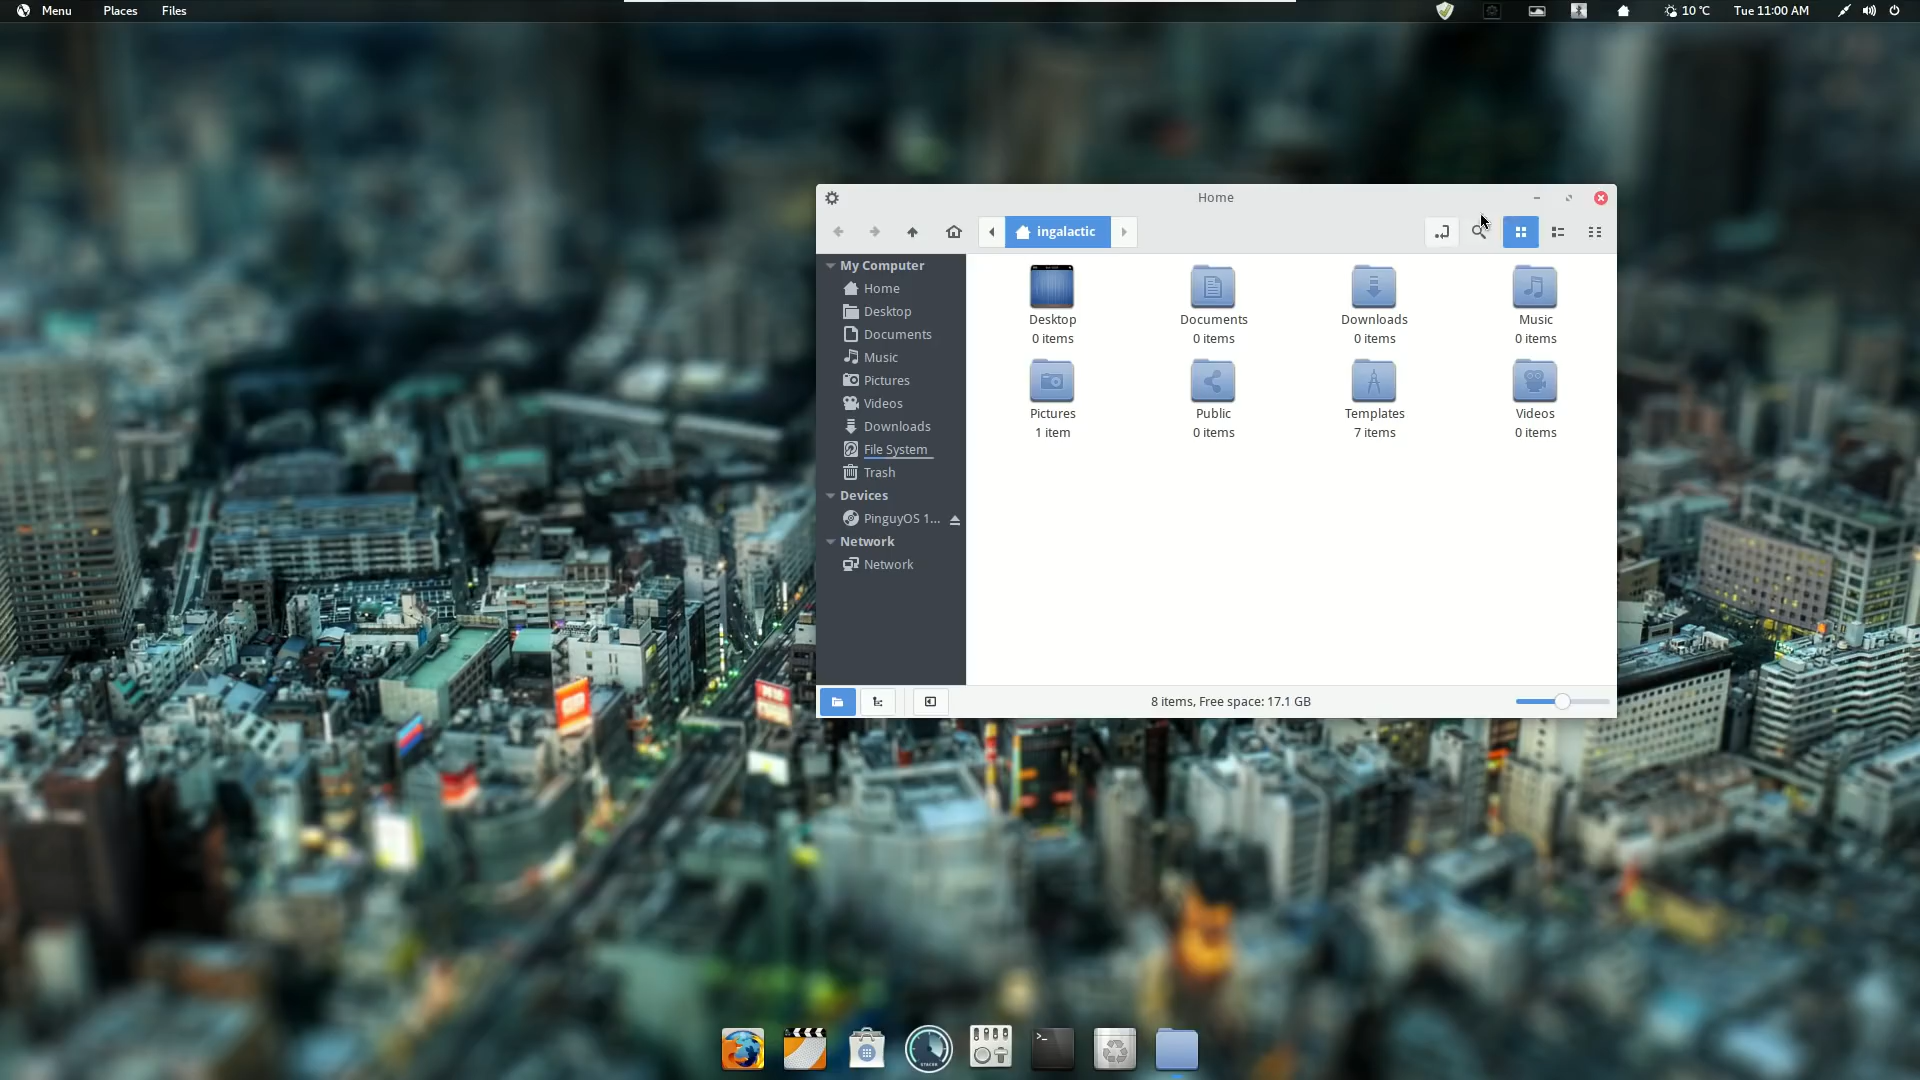 Menu Places Files 10 °C Tue 11:00 AM
Home
ingalactic
My Computer
Home
Desktop
Documents
Music
Pictures
Videos
Downloads
File System
Trash
Devices
PinguyOS 1...
Network
Network
Desktop
0 items
Documents
0 items
Downloads
0 items
Music
0 items
Pictures
1 item
Public
0 items
Templates
7 items
Videos
0 items
8 items, Free space: 17.1 GB
STACER